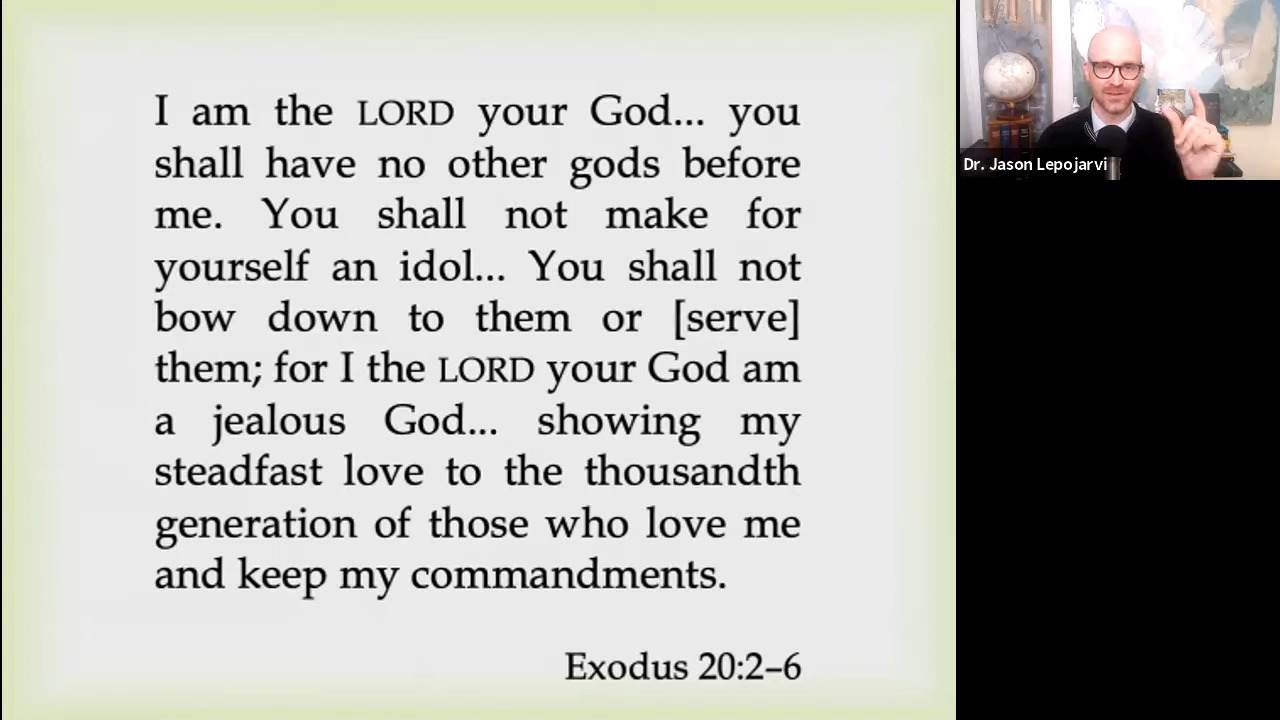 I am the LORD your God... you
shall have no other gods before
me. You shall not make for
yourself an idol... You shall not
bow down to them or [serve]
them; for I the LORD your God am
a jealous God... showing my
steadfast love to the thousandth
generation of those who love me
and keep my commandments.
Exodus 20:2–6
Dr. Jason Lepojarvi